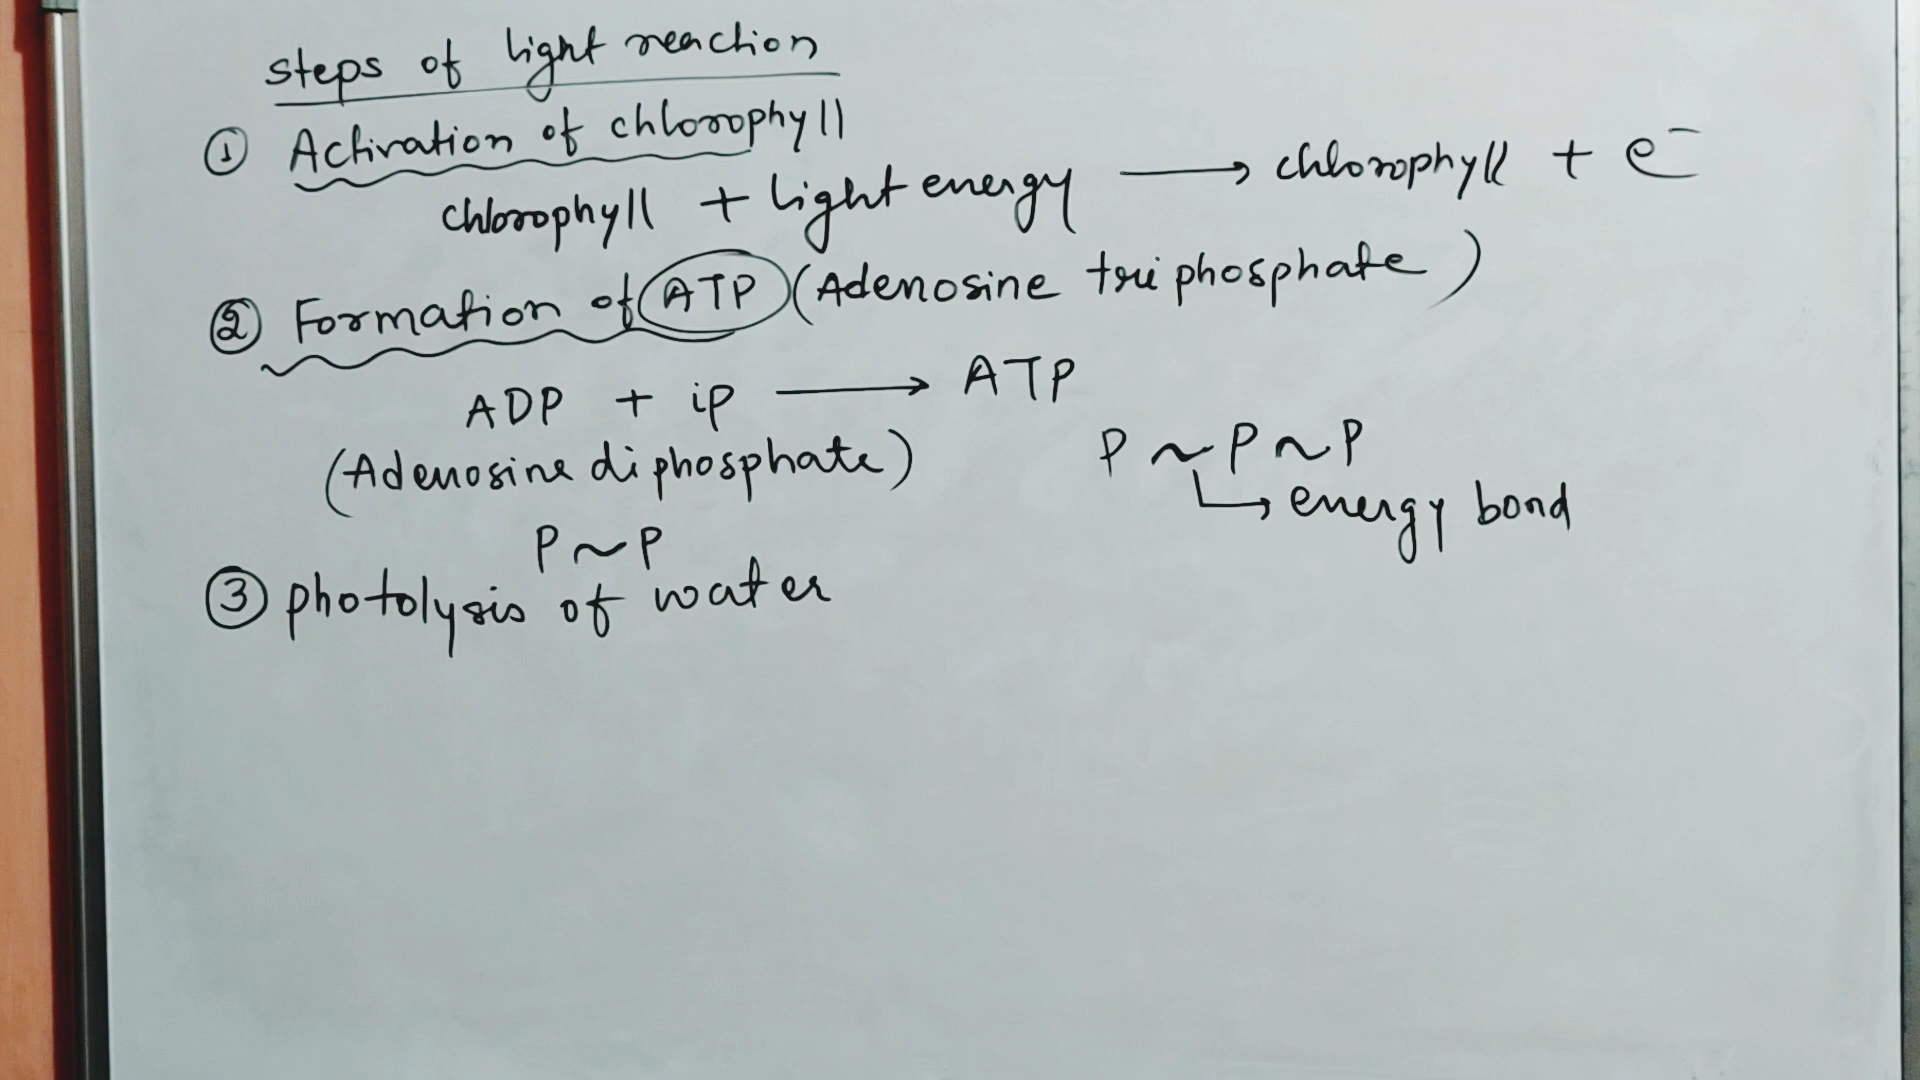 steps of light reaction
① Activation of chlorophyll
chlorophyll + light energy ⟶ chlorophyll + e⁻
② Formation of ATP (Adenosine triphosphate)
ADP + ip ⟶ ATP
(Adenosine diphosphate)
P ~ P ~ P
↳ energy bond
P ~ P
③ photolysis of water